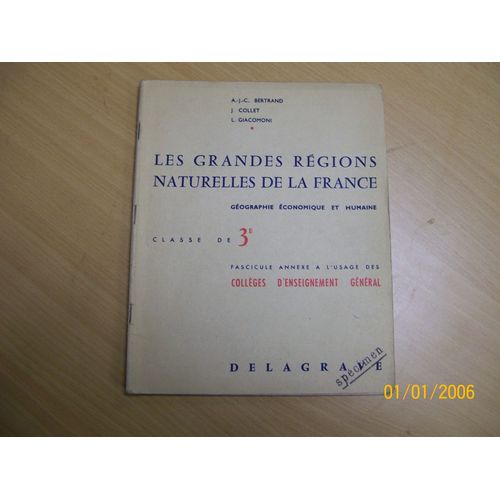 A.-J.-C. BERTRAND
J. COLLET
L. GIACOMONI
LES GRANDES RÉGIONS
NATURELLES DE LA FRANCE
GÉOGRAPHIE ÉCONOMIQUE ET HUMAINE
CLASSE DE 3E
FASCICULE ANNEXE A L'USAGE DES
COLLÈGES D'ENSEIGNEMENT GÉNÉRAL
DELAGRAVE
spécimen
01/01/2006